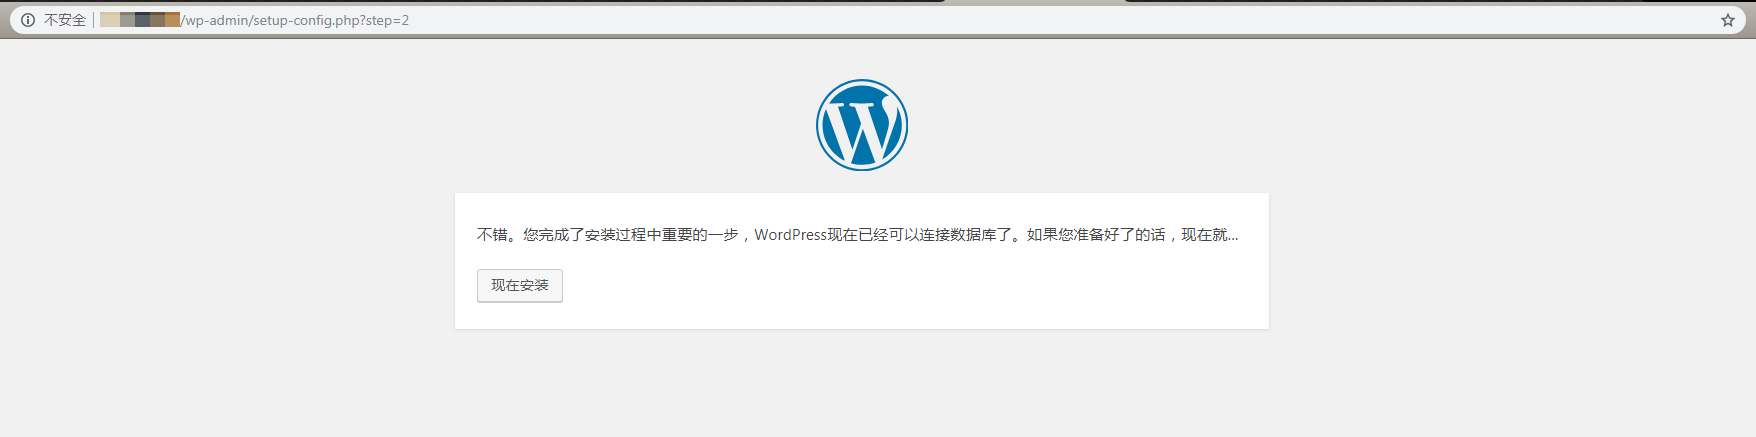 不安全 | /wp-admin/setup-config.php?step=2
不错。您完成了安装过程中重要的一步，WordPress现在已经可以连接数据库了。如果您准备好了的话，现在就…
现在安装